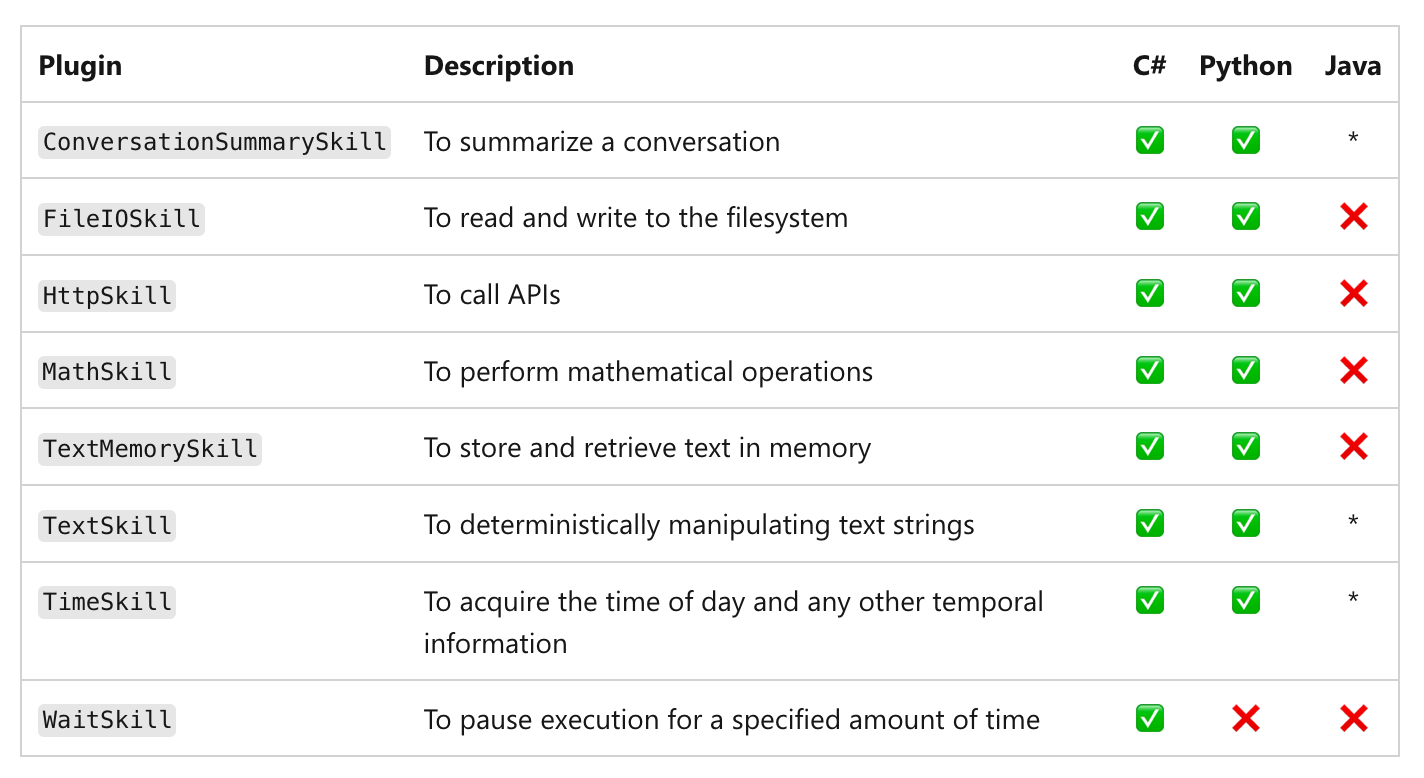 Plugin Description C# Python Java
ConversationSummarySkill To summarize a conversation ✅ ✅ *
FileIOSkill To read and write to the filesystem ✅ ✅ ❌
HttpSkill To call APIs ✅ ✅ ❌
MathSkill To perform mathematical operations ✅ ✅ ❌
TextMemorySkill To store and retrieve text in memory ✅ ✅ ❌
TextSkill To deterministically manipulating text strings ✅ ✅ *
TimeSkill To acquire the time of day and any other temporal ✅ ✅ *
information
WaitSkill To pause execution for a specified amount of time ✅ ❌ ❌